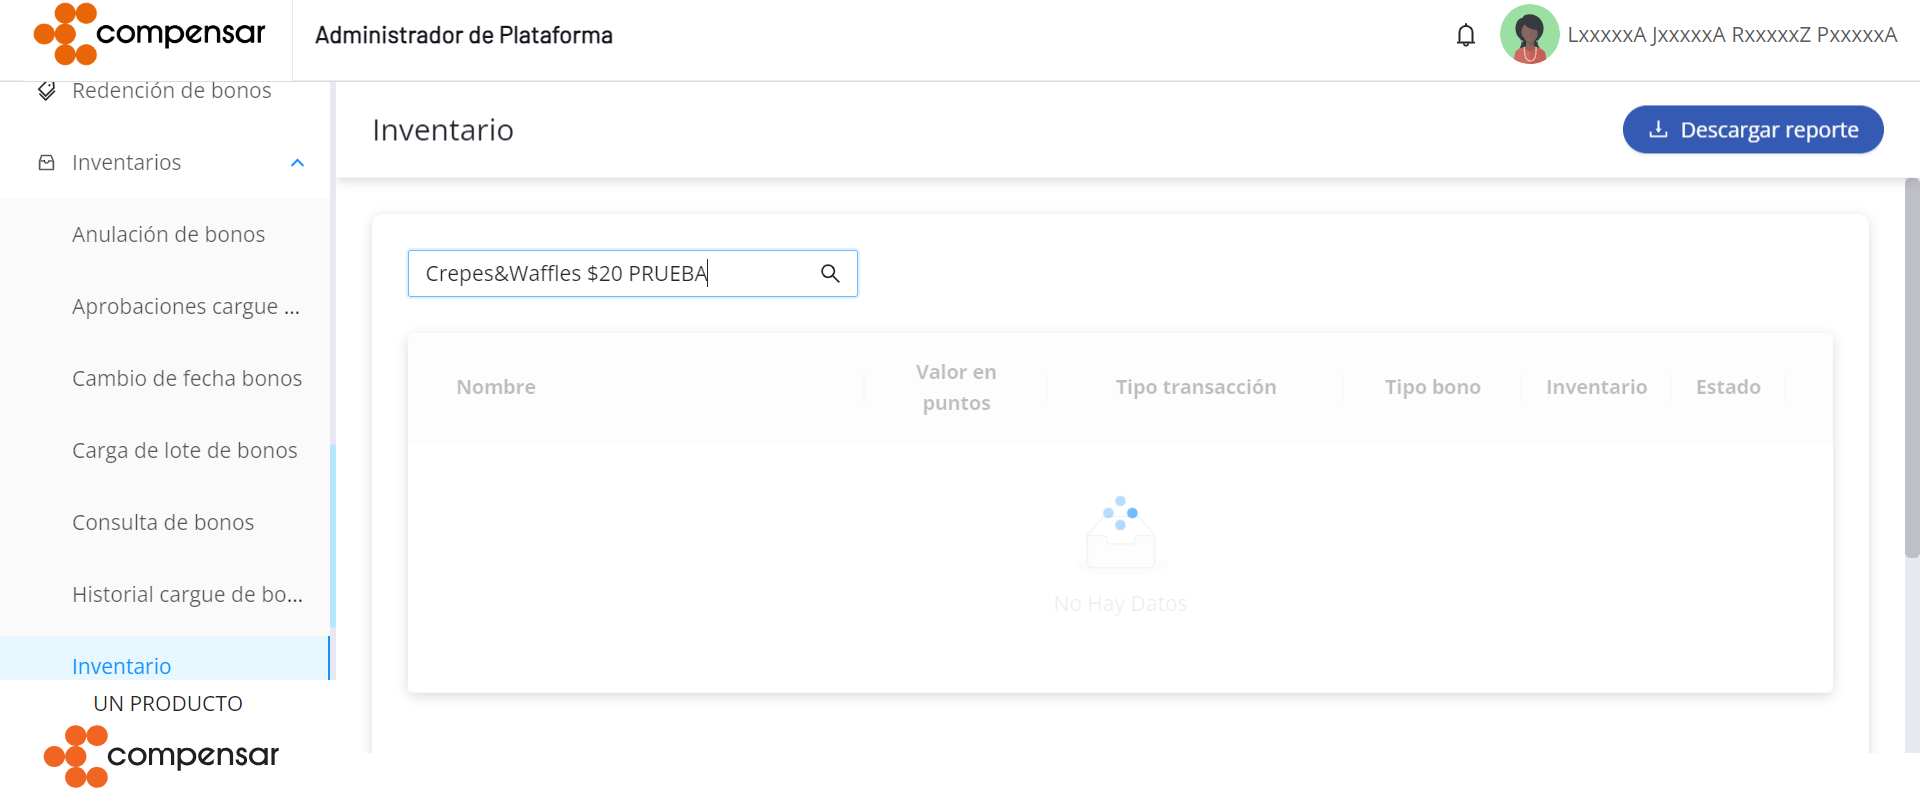 compensar
Administrador de Plataforma
LxxxxxA JxxxxxA RxxxxxZ PxxxxxA
Redención de bonos
Inventarios
Anulación de bonos
Aprobaciones cargue ...
Cambio de fecha bonos
Carga de lote de bonos
Consulta de bonos
Historial cargue de bo...
Inventario
UN PRODUCTO
compensar
Inventario
Descargar reporte
Crepes&Waffles $20 PRUEBA
Nombre
Valor en
puntos
Tipo transacción
Tipo bono
Inventario
Estado
No Hay Datos